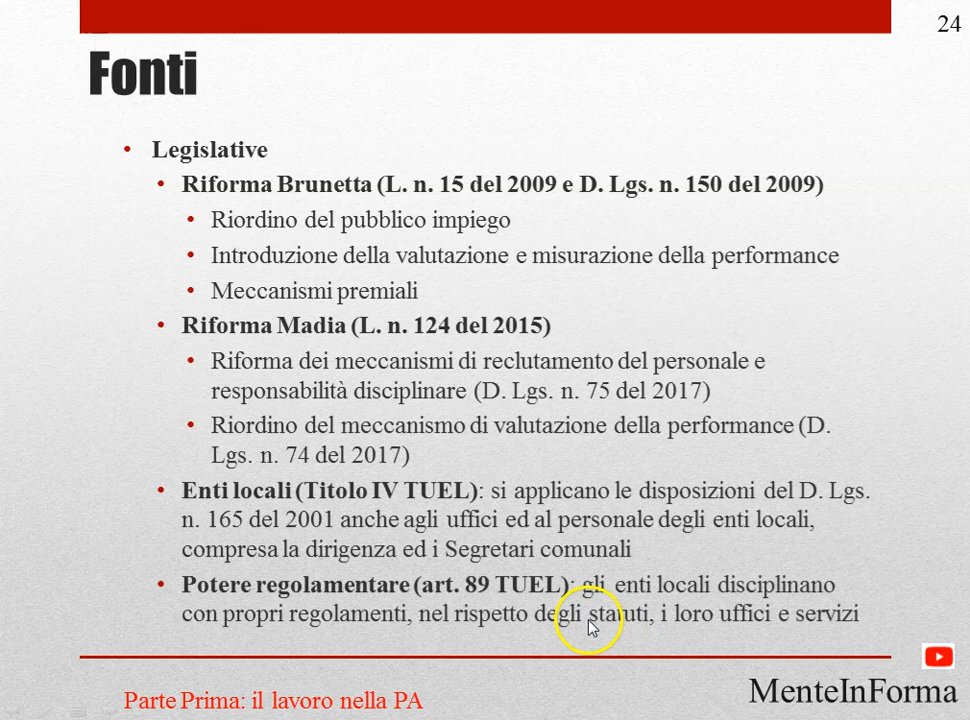 24
Fonti
• Legislative
• Riforma Brunetta (L. n. 15 del 2009 e D. Lgs. n. 150 del 2009)
• Riordino del pubblico impiego
• Introduzione della valutazione e misurazione della performance
• Meccanismi premiali
• Riforma Madia (L. n. 124 del 2015)
• Riforma dei meccanismi di reclutamento del personale e
responsabilità disciplinare (D. Lgs. n. 75 del 2017)
• Riordino del meccanismo di valutazione della performance (D.
Lgs. n. 74 del 2017)
• Enti locali (Titolo IV TUEL): si applicano le disposizioni del D. Lgs.
n. 165 del 2001 anche agli uffici ed al personale degli enti locali,
compresa la dirigenza ed i Segretari comunali
• Potere regolamentare (art. 89 TUEL): gli enti locali disciplinano
con propri regolamenti, nel rispetto degli statuti, i loro uffici e servizi
Parte Prima: il lavoro nella PA
MenteInForma